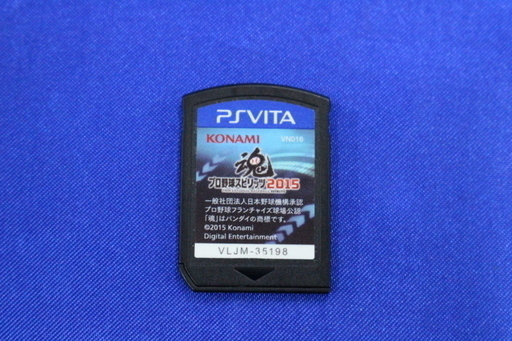 PSVITA
KONAMI VN018
魂
プロ野球スピリッツ2015
一般社団法人日本野球機構承認
プロ野球フランチャイズ球場公認
「魂」はバンダイの商標です。
©2015 Konami
Digital Entertainment
VLJM-35198